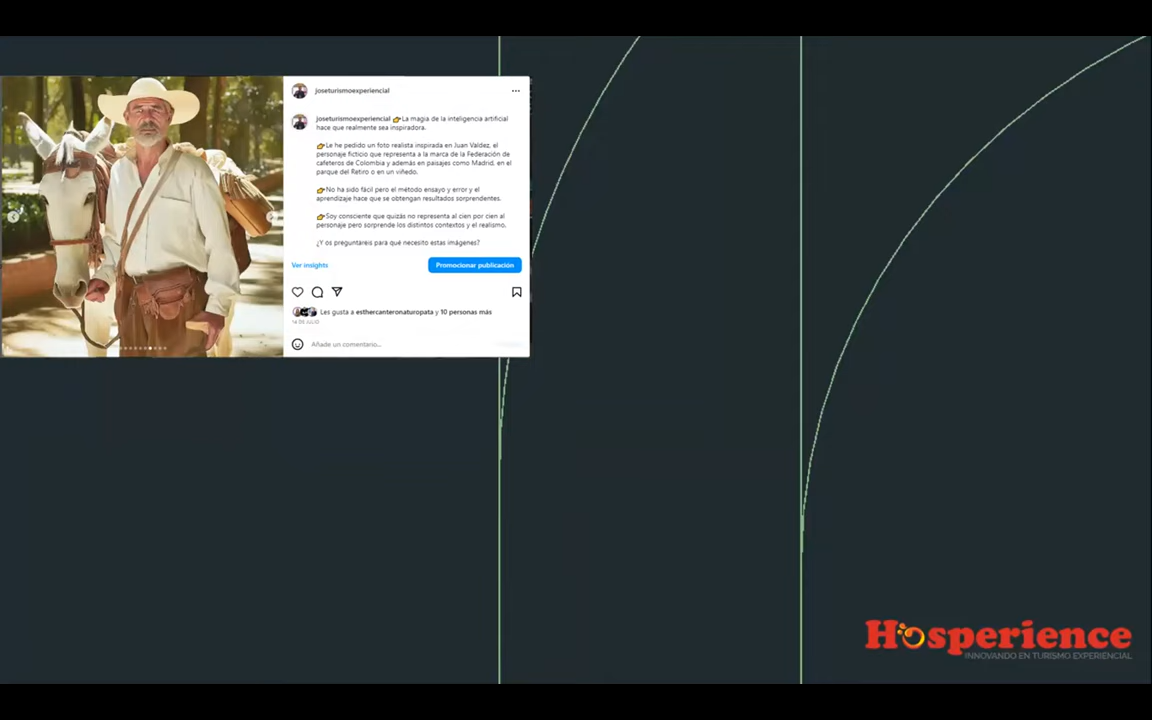 joseturismoexperiencial
joseturismoexperiencial 👉La magia de la inteligencia artificial
hace que realmente sea inspiradora.
👉Le he pedido un foto realista inspirada en Juan Valdez, el
personaje ficticio que representa a la marca de la Federación de
cafeteros de Colombia y además en paisajes como Madrid, en el
parque del Retiro o en un viñedo.
👉No ha sido fácil pero el método ensayo y error y el
aprendizaje hace que se obtengan resultados sorprendentes.
👉Soy consciente que quizás no representa al cien por cien al
personaje pero sorprende los distintos contextos y el realismo.
¿Y os preguntaréis para qué necesito estas imágenes?
Ver insights
Promocionar publicación
Les gusta a esthercanteronaturopata y 10 personas más
14 DE JULIO
Añade un comentario...
Hosperience
INNOVANDO EN TURISMO EXPERIENCIAL